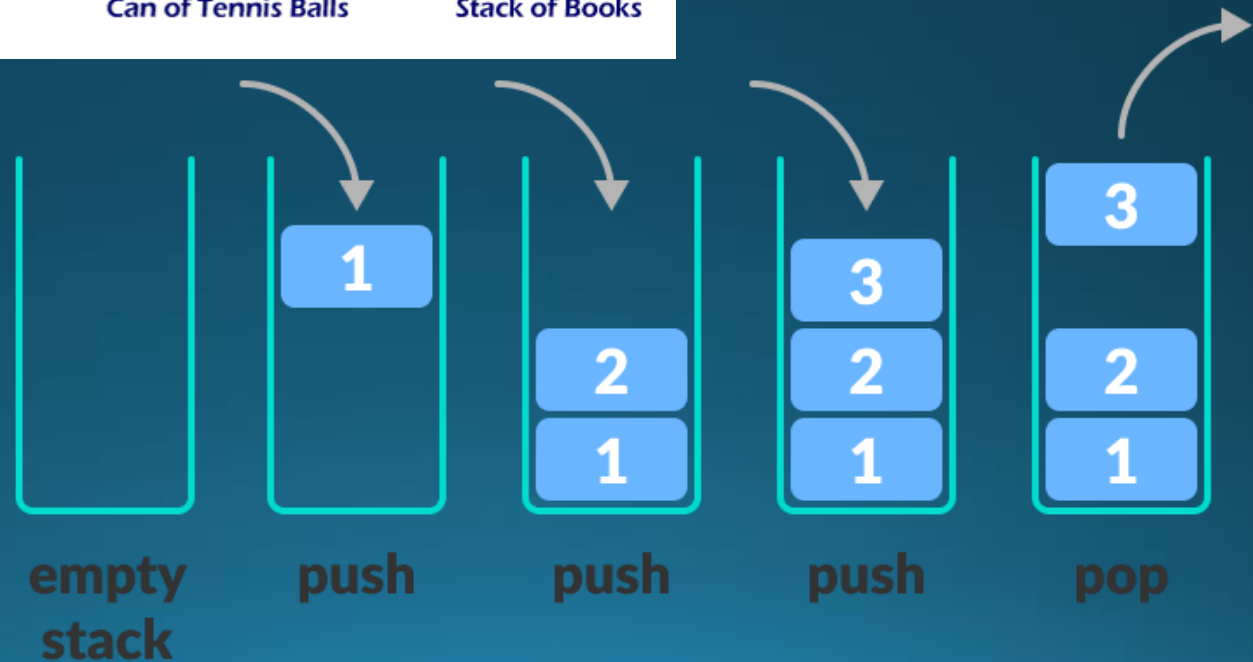 Can of Tennis Balls
Stack of Books
1
2
1
3
2
1
3
2
1
empty
stack
push
push
push
pop